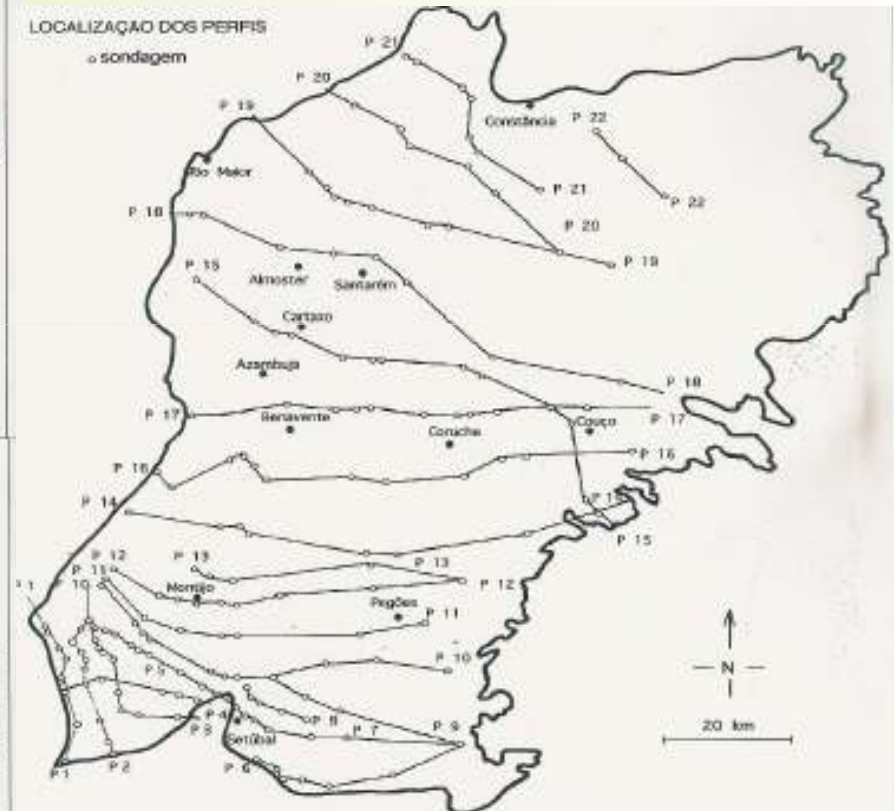 LOCALIZAÇÃO DOS PERFIS
o sondagem
P 21
P 20
P 19
Constância
P 22
Rio Maior
P 21
P 22
P 18
P 20
P 19
P 15
Almoster
Santarém
Cartaxo
Azambuja
P 18
P 17
Benavente
P 17
Coruche
Couço
P 16
P 16
P 14
P 15
P 12
P 13
P 13
P 11
P 12
P 10
Montijo
Pegões
P 11
P 5
P 10
N
P 4
P 8
P 3
P 7
P 9
Setúbal
20 km
P 1
P 2
P 6